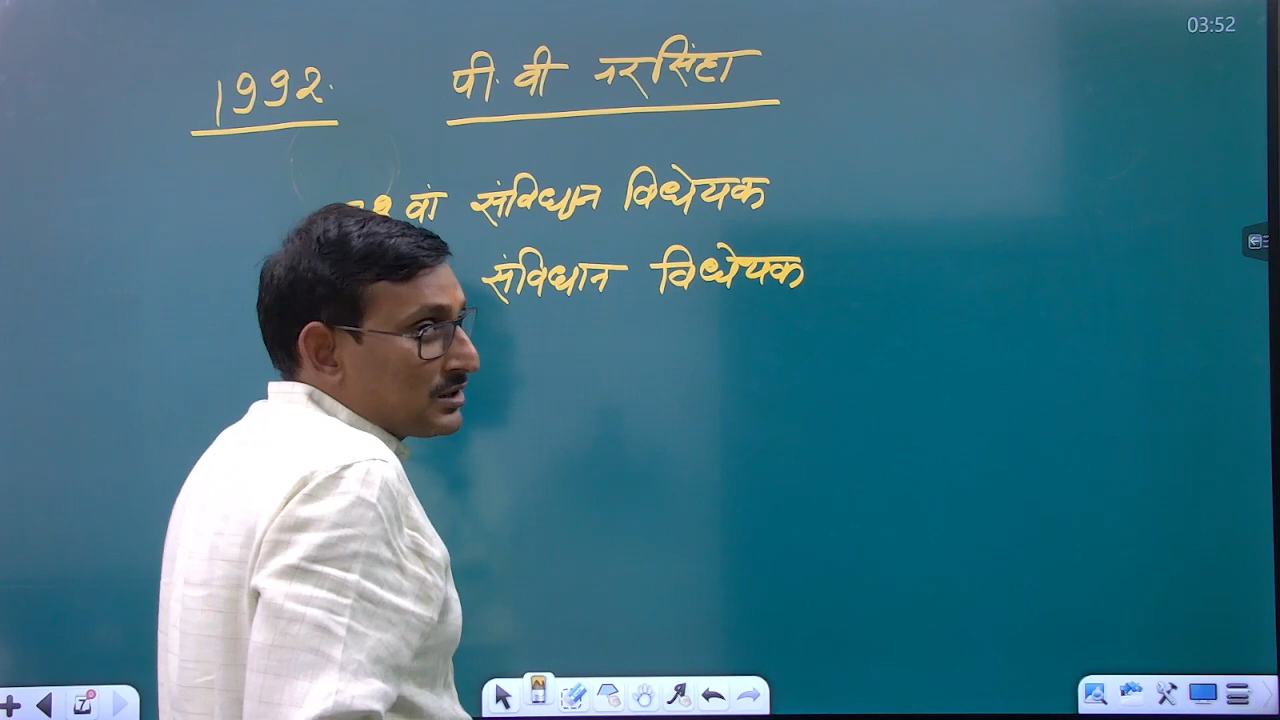 03:52
1992. पी. वी नरसिंहा
वां संविधान विधेयक
संविधान विधेयक